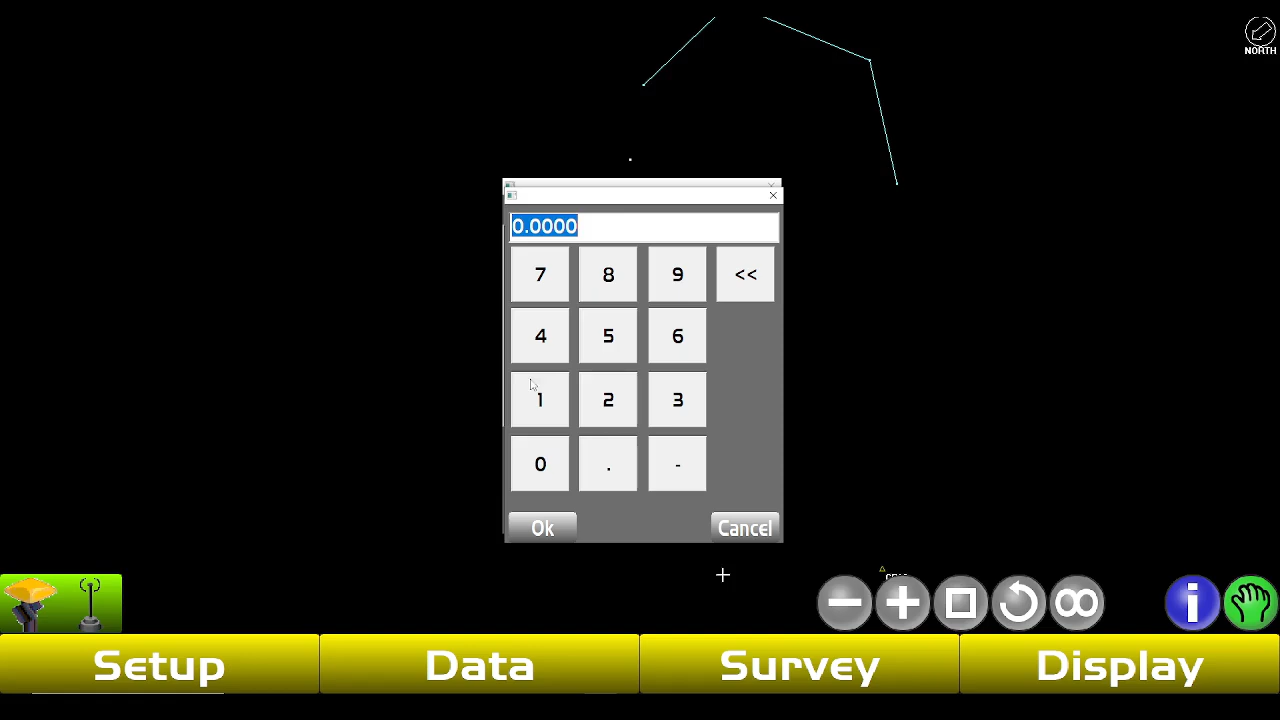 NORTH
0.0000
7 8 9 <<
4 5 6
1 2 3
0 . -
Ok Cancel
Setup Data Survey Display